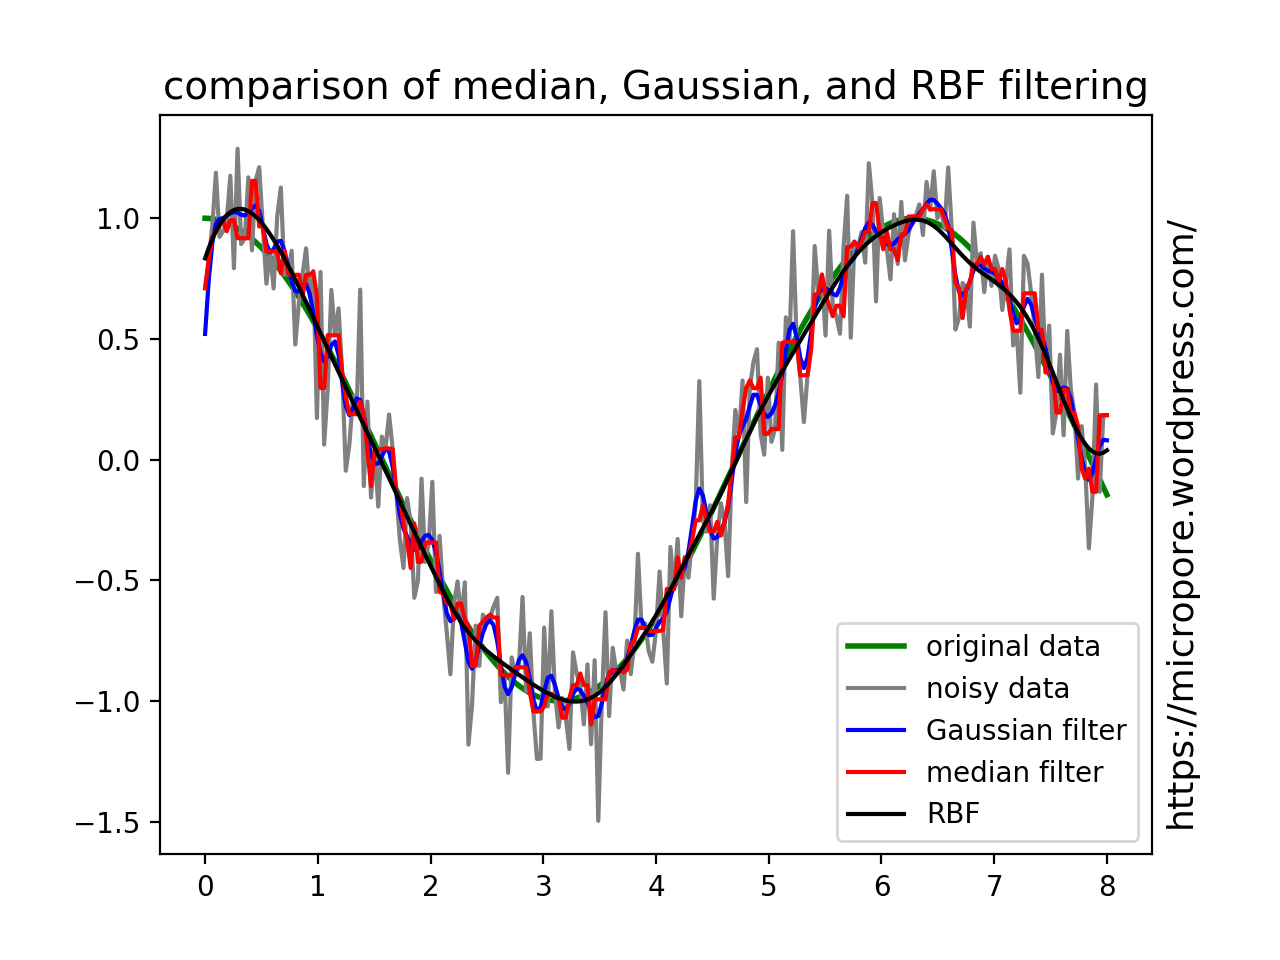 comparison of median, Gaussian, and RBF filtering
1.0
0.5
0.0
−0.5
−1.0
−1.5
0 1 2 3 4 5 6 7 8
original data
noisy data
Gaussian filter
median filter
RBF
https://micropore.wordpress.com/